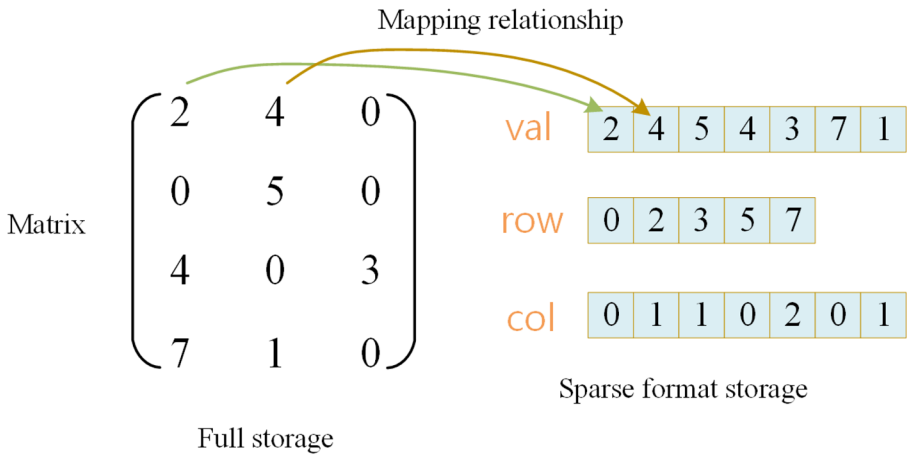 Mapping relationship
Matrix
2 4 0
0 5 0
4 0 3
7 1 0
Full storage
val 2 4 5 4 3 7 1
row 0 2 3 5 7
col 0 1 1 0 2 0 1
Sparse format storage